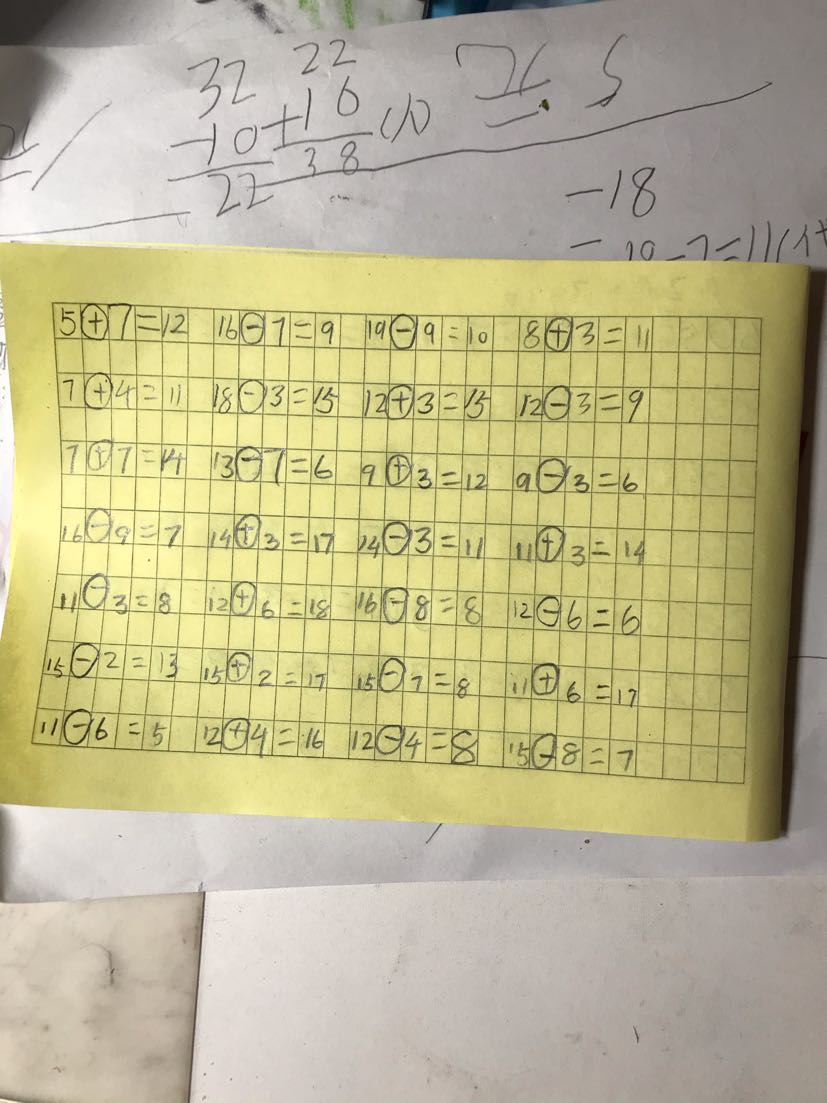 32 22
-10 +16
22 38
-18
=19-7=11
5+7=12 16-7=9 19-9=10 8+3=11
7+4=11 18-3=15 12+3=15 12-3=9
7+7=14 13-7=6 9+3=12 9-3=6
16-9=7 14+3=17 14-3=11 11+3=14
11-3=8 12+6=18 16-8=8 12-6=6
15-2=13 15+2=17 15-7=8 11+6=17
11-6=5 12+4=16 12-4=8 15-8=7